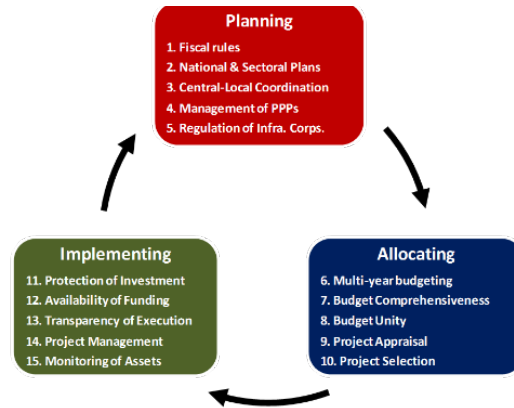 Planning
1. Fiscal rules
2. National & Sectoral Plans
3. Central-Local Coordination
4. Management of PPPs
5. Regulation of Infra. Corps.
Implementing
11. Protection of Investment
12. Availability of Funding
13. Transparency of Execution
14. Project Management
15. Monitoring of Assets
Allocating
6. Multi-year budgeting
7. Budget Comprehensiveness
8. Budget Unity
9. Project Appraisal
10. Project Selection